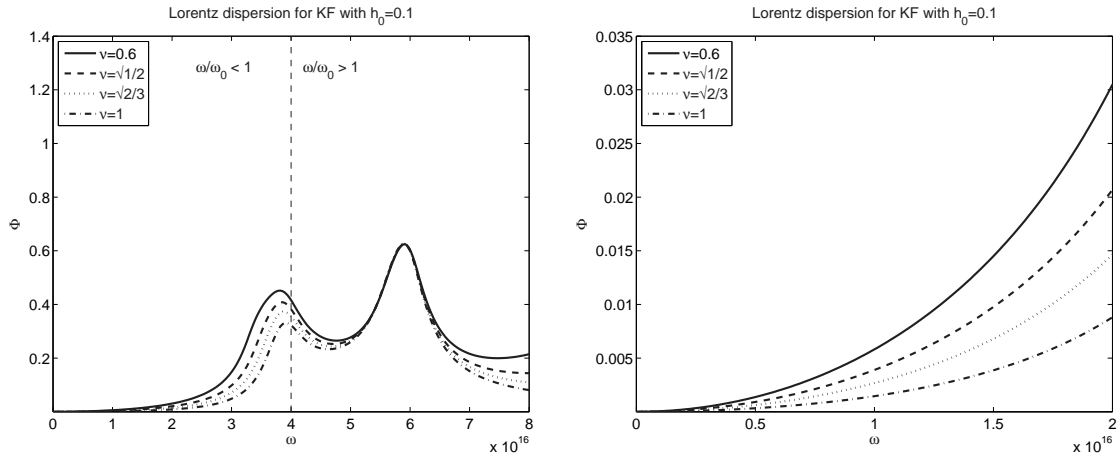 Lorentz dispersion for KF with h0=0.1
1.4
1.2
1
0.8
0.6
0.4
0.2
Φ
ν=0.6
ν=√1/2
ν=√2/3
ν=1
ω/ω0 < 1
ω/ω0 > 1
0 1 2 3 4 5 6 7 8
ω
x 10^16
Lorentz dispersion for KF with h0=0.1
0.035
0.03
0.025
0.02
0.015
0.01
0.005
Φ
ν=0.6
ν=√1/2
ν=√2/3
ν=1
0 0.5 1 1.5 2
ω
x 10^16